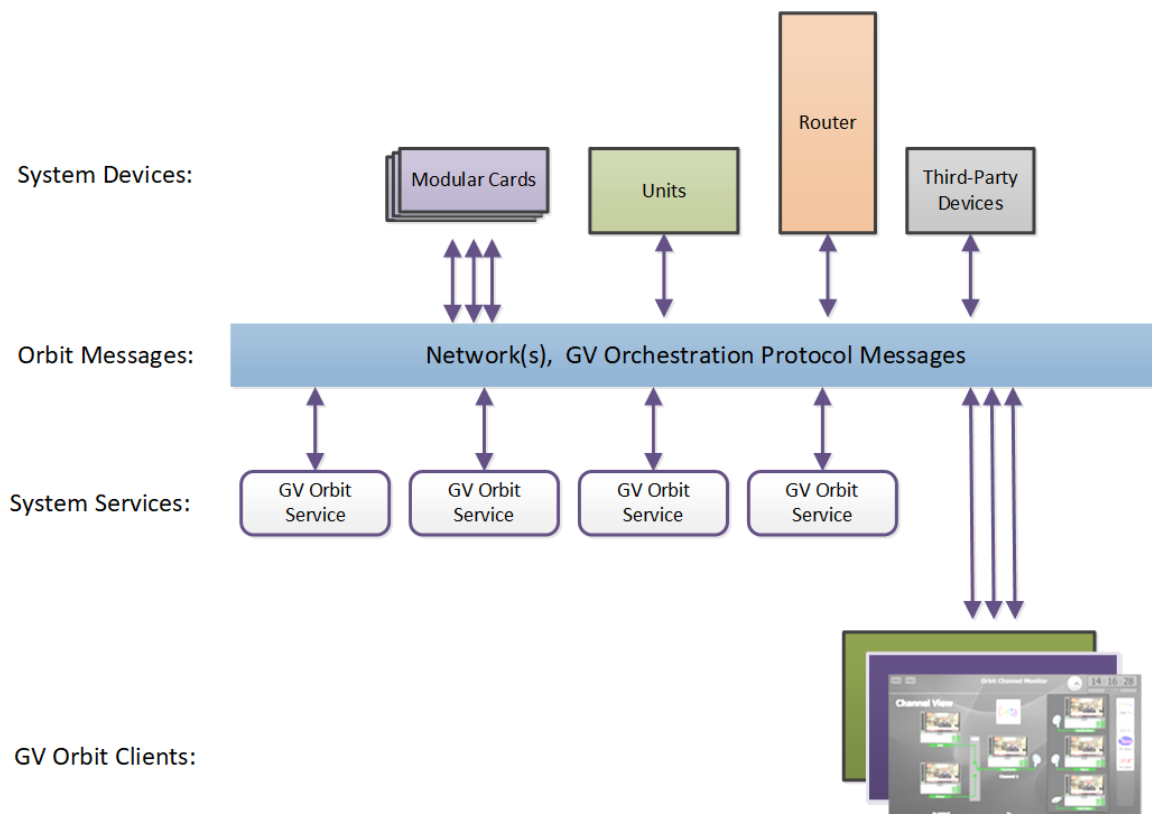 Router
System Devices:
Modular Cards
Units
Third-Party
Devices
Orbit Messages:
Network(s),  GV Orchestration Protocol Messages
System Services:
GV Orbit
Service
GV Orbit
Service
GV Orbit
Service
GV Orbit
Service
Orbit Channel Monitor
14:16:28
Channel View
Channel 1
GV Orbit Clients: